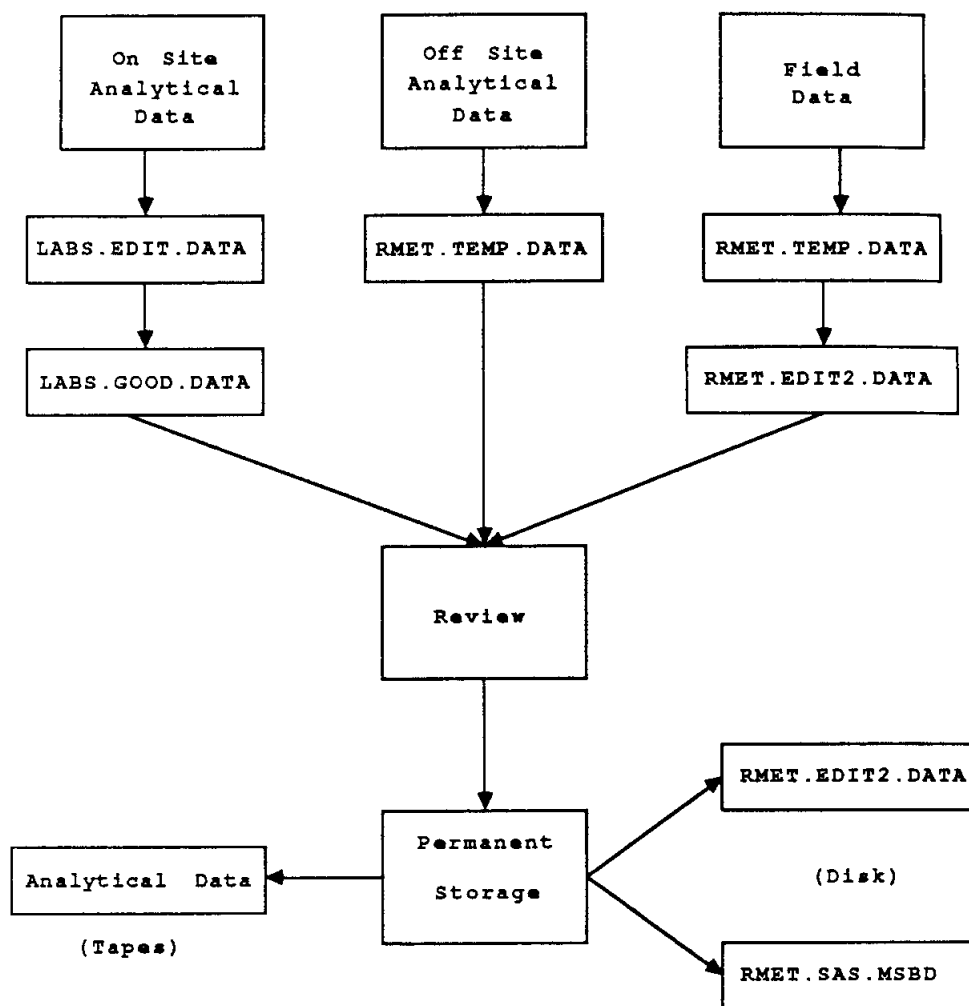 On Site
Analytical
Data
Off Site
Analytical
Data
Field
Data
LABS.EDIT.DATA
RMET.TEMP.DATA
RMET.TEMP.DATA
LABS.GOOD.DATA
RMET.EDIT2.DATA
Review
RMET.EDIT2.DATA
Permanent
Storage
Analytical Data
(Disk)
(Tapes)
RMET.SAS.MSBD